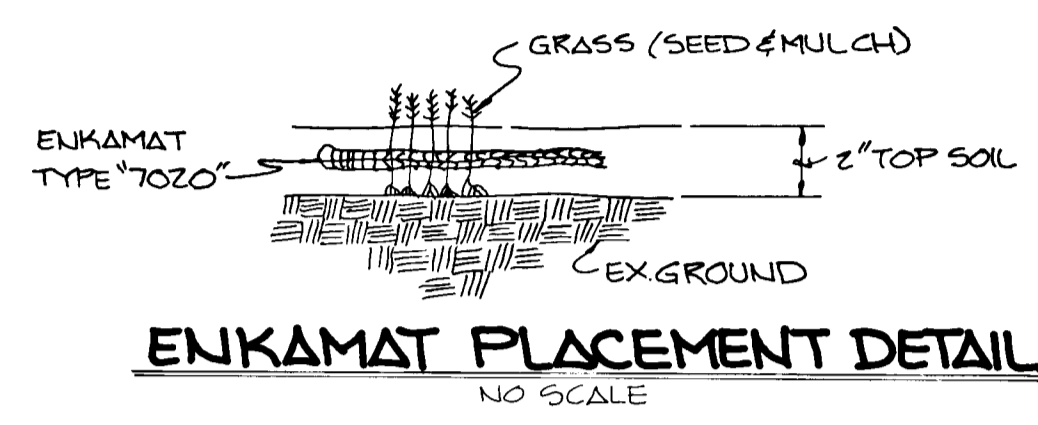 GRASS (SEED & MULCH)
ENKAMAT
TYPE "7020"
2" TOP SOIL
EX. GROUND
ENKAMAT PLACEMENT DETAIL
NO SCALE